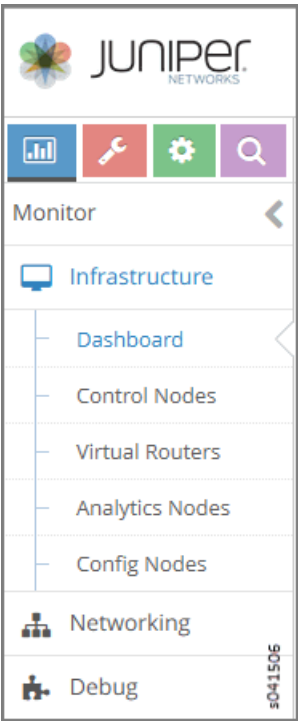 JUNIPER
NETWORKS
Monitor
Infrastructure
Dashboard
Control Nodes
Virtual Routers
Analytics Nodes
Config Nodes
Networking
Debug
s041506